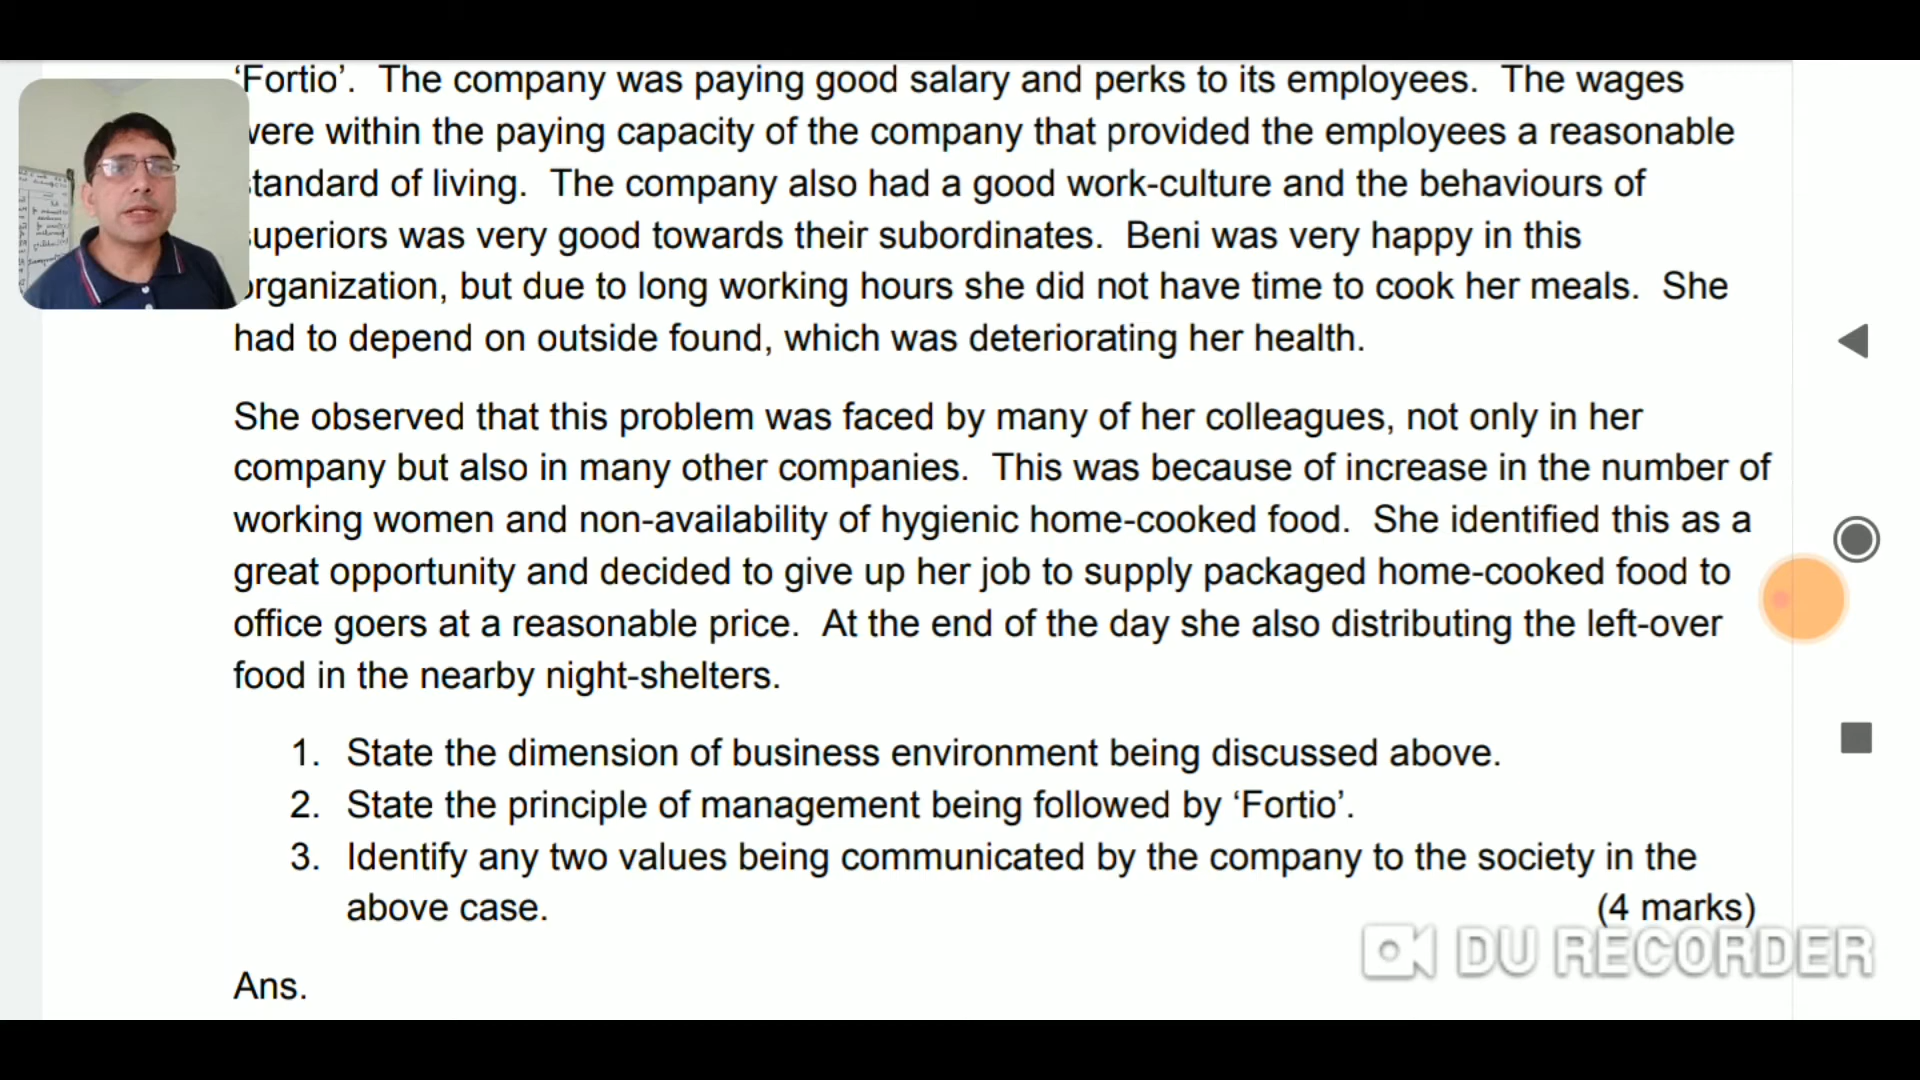 ‘Fortio’. The company was paying good salary and perks to its employees. The wages
were within the paying capacity of the company that provided the employees a reasonable
standard of living. The company also had a good work-culture and the behaviours of
superiors was very good towards their subordinates. Beni was very happy in this
organization, but due to long working hours she did not have time to cook her meals. She
had to depend on outside found, which was deteriorating her health.
She observed that this problem was faced by many of her colleagues, not only in her
company but also in many other companies. This was because of increase in the number of
working women and non-availability of hygienic home-cooked food. She identified this as a
great opportunity and decided to give up her job to supply packaged home-cooked food to
office goers at a reasonable price. At the end of the day she also distributing the left-over
food in the nearby night-shelters.
1. State the dimension of business environment being discussed above.
2. State the principle of management being followed by ‘Fortio’.
3. Identify any two values being communicated by the company to the society in the
above case. (4 marks)
DU RECORDER
Ans.